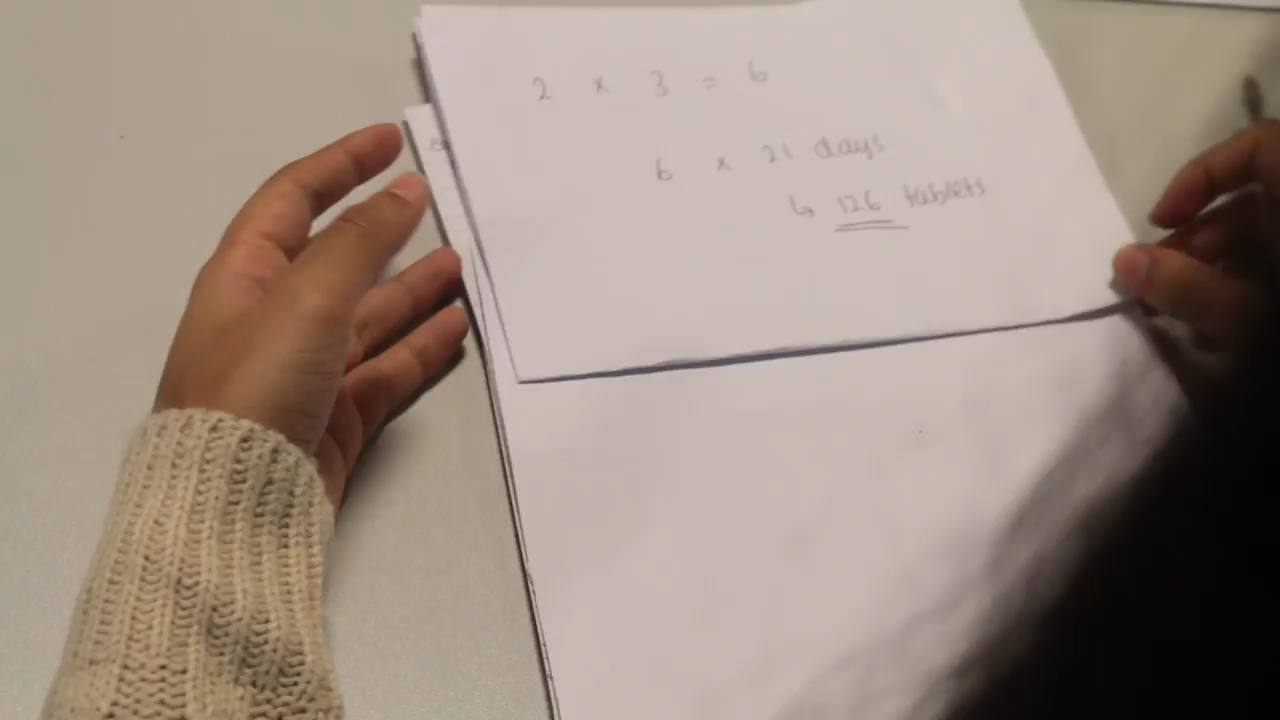 2 x 3 = 6
6 x 21 days
↳ 126 tablets